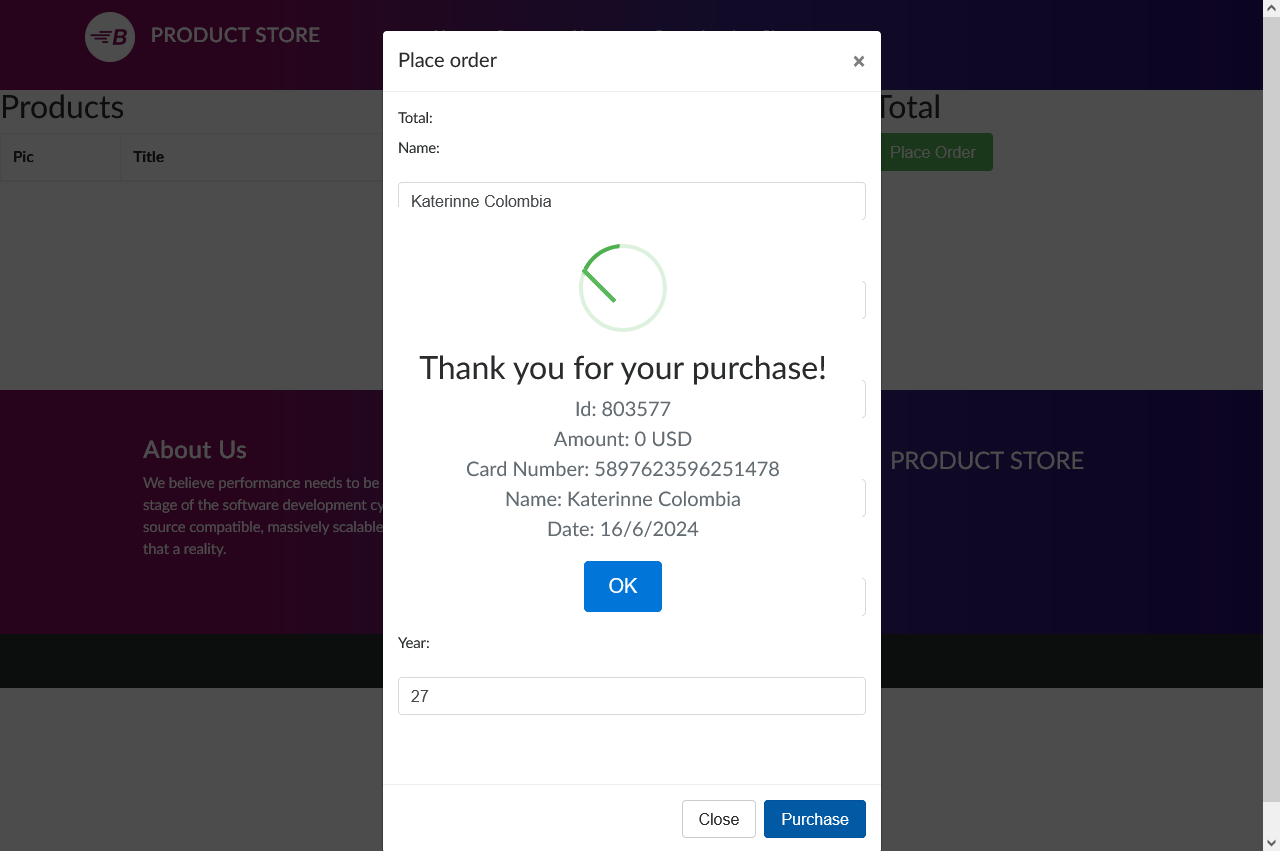 B PRODUCT STORE
Place order ×
Products
Total:
Total
Name:
Pic Title
Place Order
Katerinne Colombia
Thank you for your purchase!
Id: 803577
Amount: 0 USD
Card Number: 5897623596251478
Name: Katerinne Colombia
Date: 16/6/2024
OK
About Us
We believe performance needs to be
stage of the software development cy
source compatible, massively scalable
that a reality.
PRODUCT STORE
Year:
27
Close Purchase